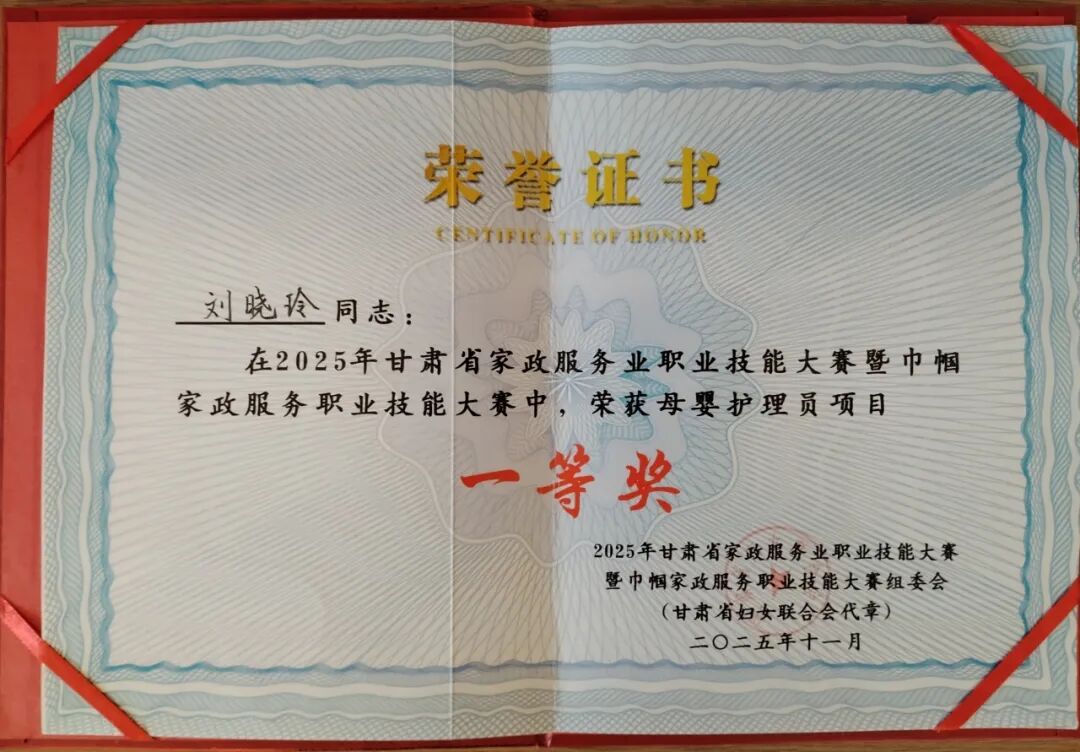 荣誉证书
CENTIFICATE OF HONOR
刘晓玲同志：
在2025年甘肃省家政服务业职业技能大赛暨巾帼
家政服务职业技能大赛中，荣获母婴护理员项目
一等奖
2025年甘肃省家政服务业职业技能大赛
暨巾帼家政服务职业技能大赛组委会
（甘肃省妇女联合会代章）
二〇二五年十一月